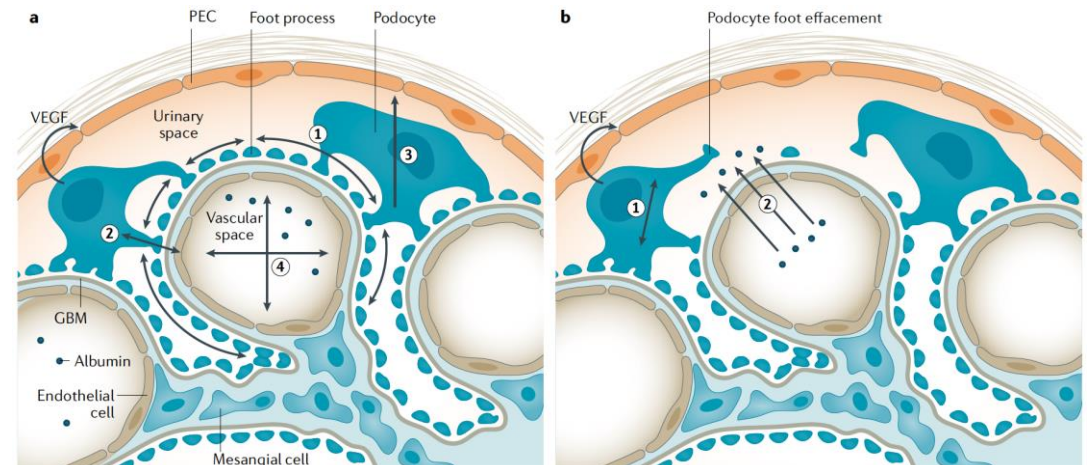 a
PEC
Foot process
Podocyte
VEGF
Urinary
space
1
3
2
Vascular
space
4
GBM
Albumin
Endothelial
cell
Mesangial cell
b
Podocyte foot effacement
VEGF
1
2